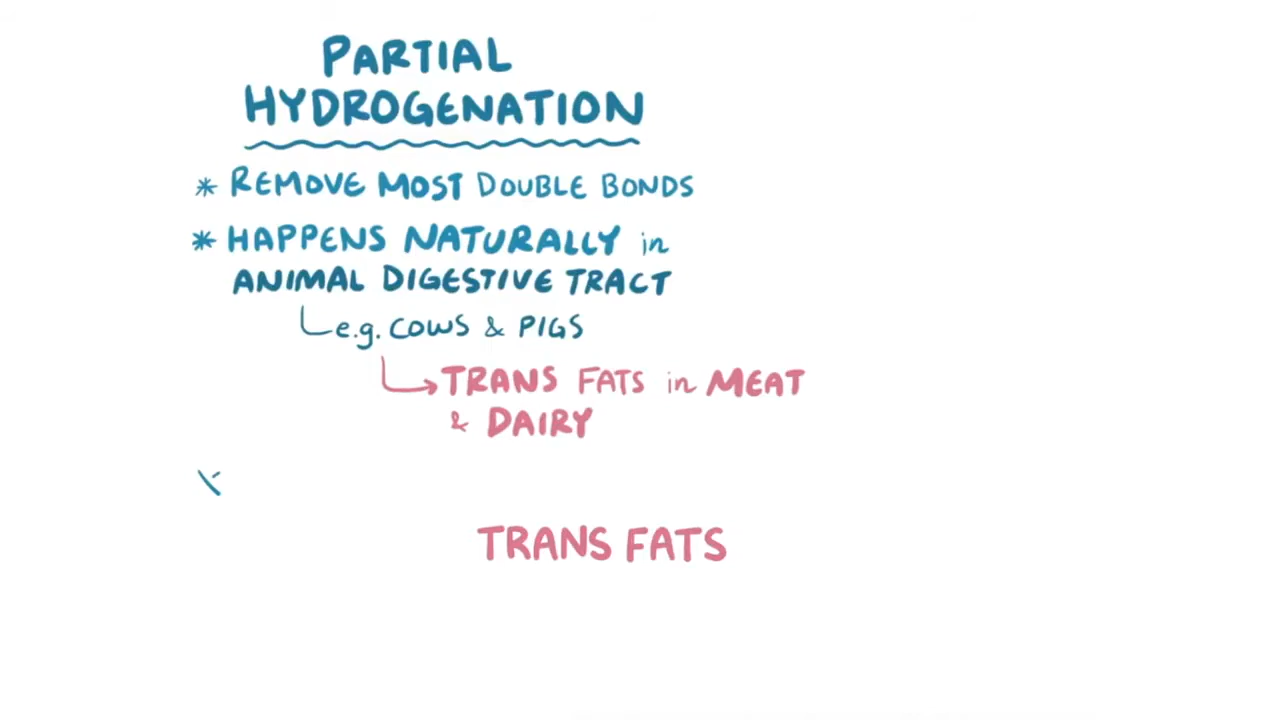 PARTIAL
HYDROGENATION
* REMOVE MOST DOUBLE BONDS
* HAPPENS NATURALLY in
ANIMAL DIGESTIVE TRACT
e.g. COWS & PIGS
TRANS FATS in MEAT
& DAIRY
TRANS FATS